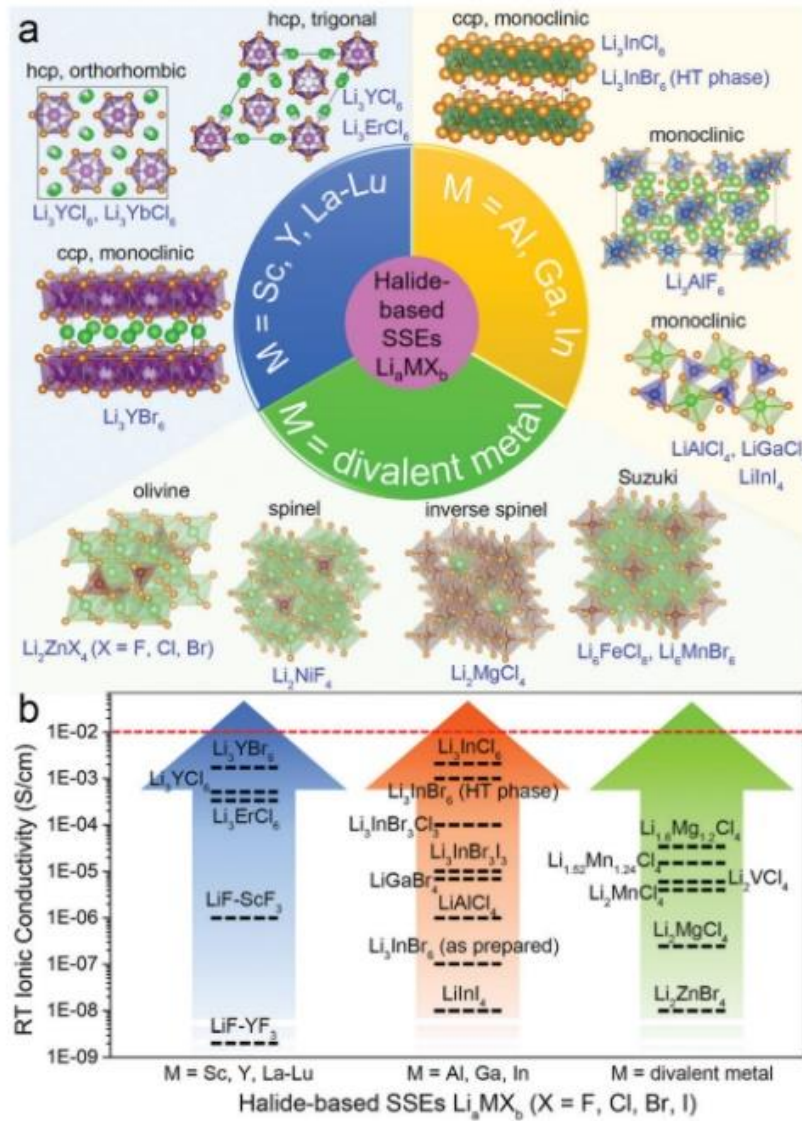 a
hcp, trigonal
Li₃YCl₆
Li₃ErCl₆
hcp, orthorhombic
Li₃YCl₆, Li₃YbCl₆
ccp, monoclinic
Li₃YBr₆
ccp, monoclinic
Li₃InCl₆
Li₃InBr₆ (HT phase)
monoclinic
Li₃AlF₆
monoclinic
LiAlCl₄, LiGaCl
LiInI₄
M = Sc, Y, La-Lu
M = Al, Ga, In
M = divalent metal
Halide-
based
SSEs
LiₐMX_b
olivine
Li₂ZnX₄ (X = F, Cl, Br)
spinel
Li₂NiF₄
inverse spinel
Li₂MgCl₄
Suzuki
Li₆FeCl₈, Li₆MnBr₈
b
RT Ionic Conductivity (S/cm)
1E-02
1E-03
1E-04
1E-05
1E-06
1E-07
1E-08
1E-09
Li₃YBr₆
Li₃YCl₆
Li₃ErCl₆
LiF-ScF₃
LiF-YF₃
Li₃InCl₆
Li₃InBr₆ (HT phase)
Li₃InBr₃Cl₃
Li₃InBr₃I₃
LiGaBr₄
LiAlCl₄
Li₃InBr₆ (as prepared)
LiInI₄
Li₁.₆Mg₁.₂Cl₄
Li₁.₅₂Mn₁.₂₄Cl₄
Li₂VCl₄
Li₂MnCl₄
Li₂MgCl₄
Li₂ZnBr₄
M = Sc, Y, La-Lu
M = Al, Ga, In
M = divalent metal
Halide-based SSEs LiₐMX_b (X = F, Cl, Br, I)